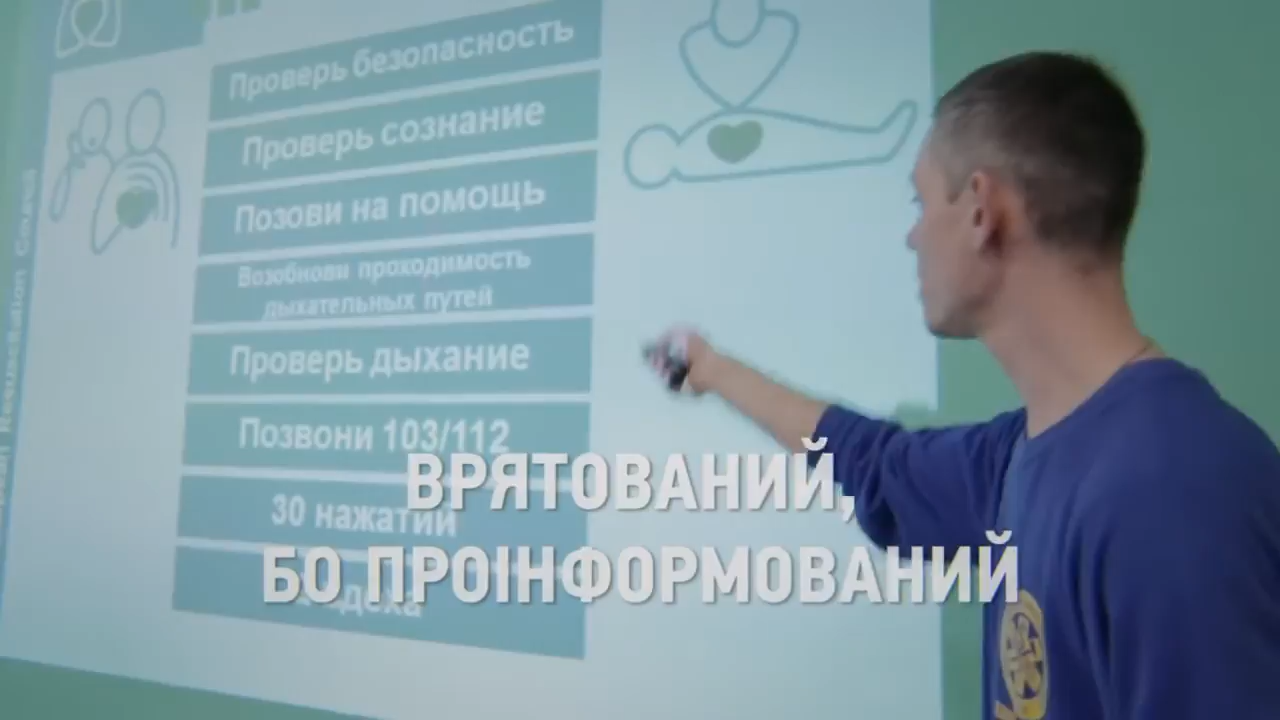 Проверь безопасность
Проверь сознание
Позови на помощь
Возобнови проходимость
дыхательных путей
Проверь дыхание
Позвони 103/112
30 нажатий
ВРЯТОВАНИЙ,
БО ПРОІНФОРМОВАНИЙ